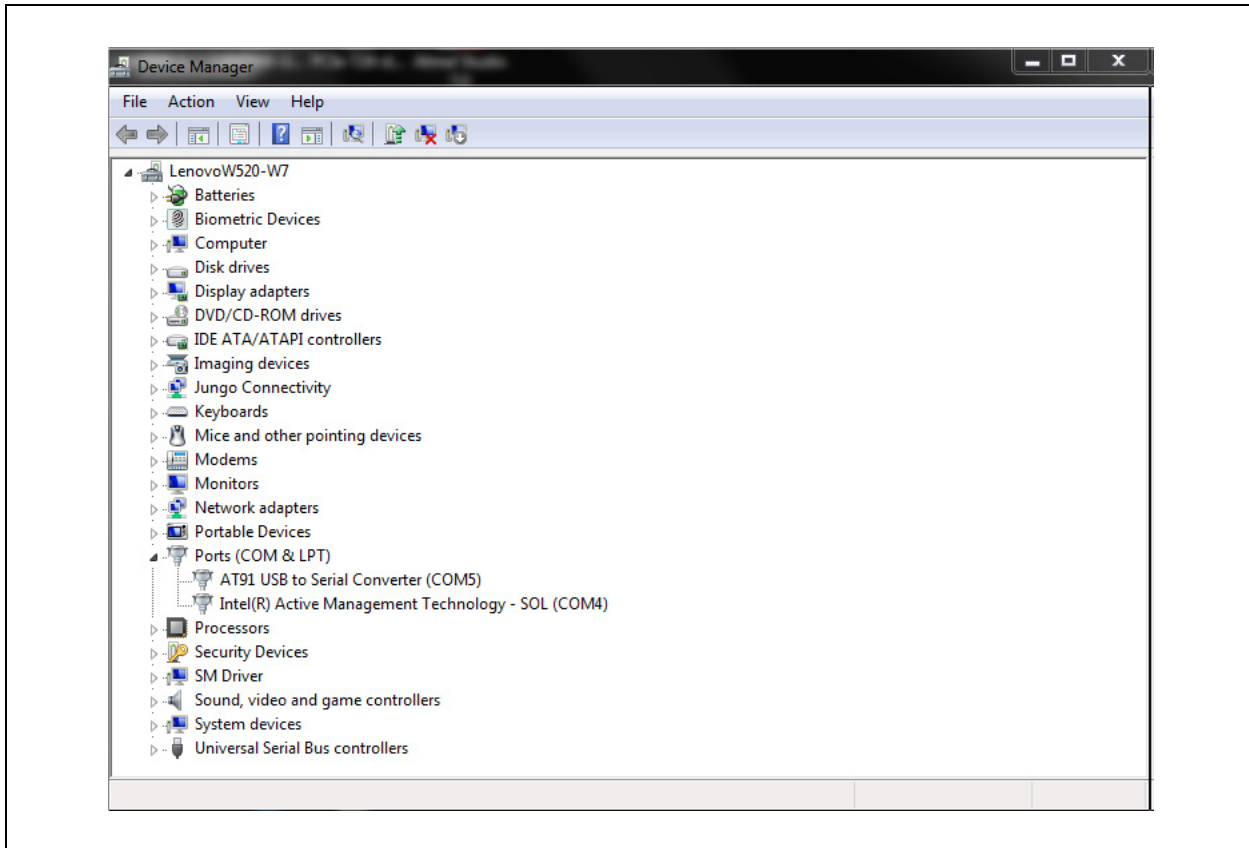 Device Manager
File Action View Help
LenovoW520-W7
Batteries
Biometric Devices
Computer
Disk drives
Display adapters
DVD/CD-ROM drives
IDE ATA/ATAPI controllers
Imaging devices
Jungo Connectivity
Keyboards
Mice and other pointing devices
Modems
Monitors
Network adapters
Portable Devices
Ports (COM & LPT)
AT91 USB to Serial Converter (COM5)
Intel(R) Active Management Technology - SOL (COM4)
Processors
Security Devices
SM Driver
Sound, video and game controllers
System devices
Universal Serial Bus controllers